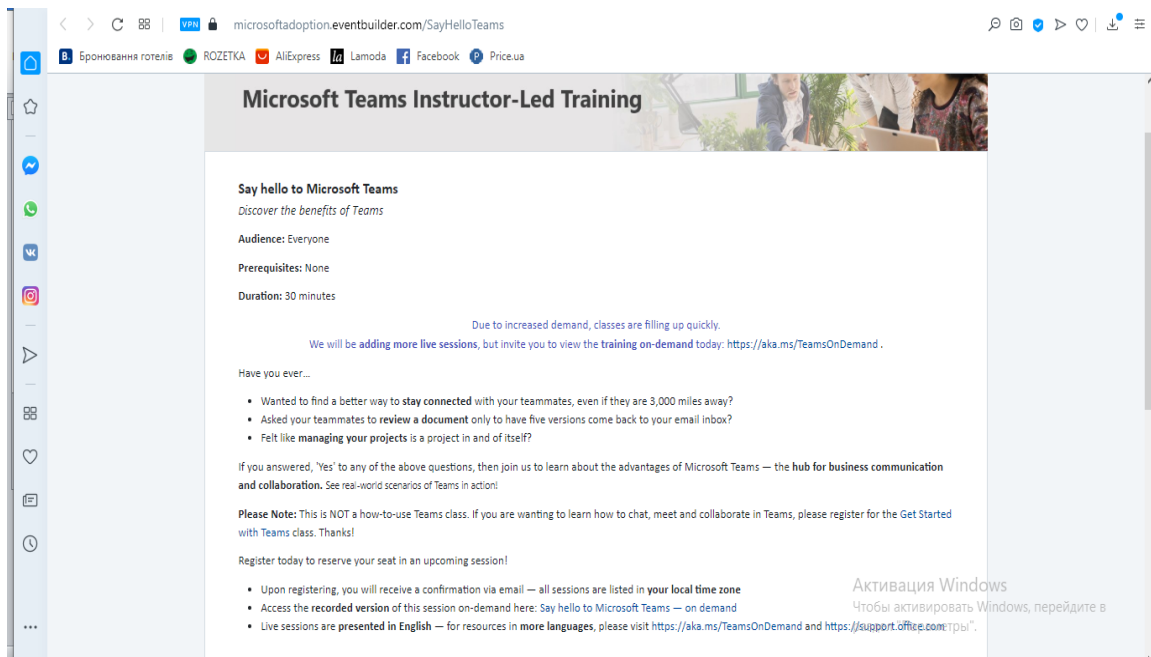 VPN microsoftadoption.eventbuilder.com/SayHelloTeams
B. Бронювання готелів ROZETKA AliExpress la Lamoda Facebook P Price.ua
Microsoft Teams Instructor-Led Training
Say hello to Microsoft Teams
Discover the benefits of Teams
Audience: Everyone
Prerequisites: None
Duration: 30 minutes
Due to increased demand, classes are filling up quickly.
We will be adding more live sessions, but invite you to view the training on-demand today: https://aka.ms/TeamsOnDemand .
Have you ever...
• Wanted to find a better way to stay connected with your teammates, even if they are 3,000 miles away?
• Asked your teammates to review a document only to have five versions come back to your email inbox?
• Felt like managing your projects is a project in and of itself?
If you answered, 'Yes' to any of the above questions, then join us to learn about the advantages of Microsoft Teams — the hub for business communication
and collaboration. See real-world scenarios of Teams in action!
Please Note: This is NOT a how-to-use Teams class. If you are wanting to learn how to chat, meet and collaborate in Teams, please register for the Get Started
with Teams class. Thanks!
Register today to reserve your seat in an upcoming session!
• Upon registering, you will receive a confirmation via email — all sessions are listed in your local time zone
• Access the recorded version of this session on-demand here: Say hello to Microsoft Teams — on demand
• Live sessions are presented in English — for resources in more languages, please visit https://aka.ms/TeamsOnDemand and https://support.office.com
Активация Windows
Чтобы активировать Windows, перейдите в